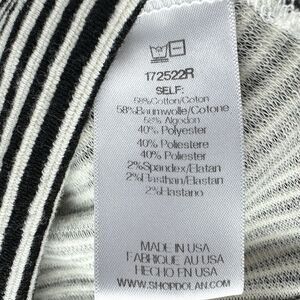 172522R
SELF:
58%Cotton/Coton
58%Baumwolle/Cotone
58% Algodon
40% Polyester
40% Poliestere
40% Poliester
2%Spandex/Elatan
2%Elasthan/Elastan
2%Elastano
MADE IN USA
FABRIQUE AU USA
HECHO EN USA
WWW.SHOPDOLAN.COM